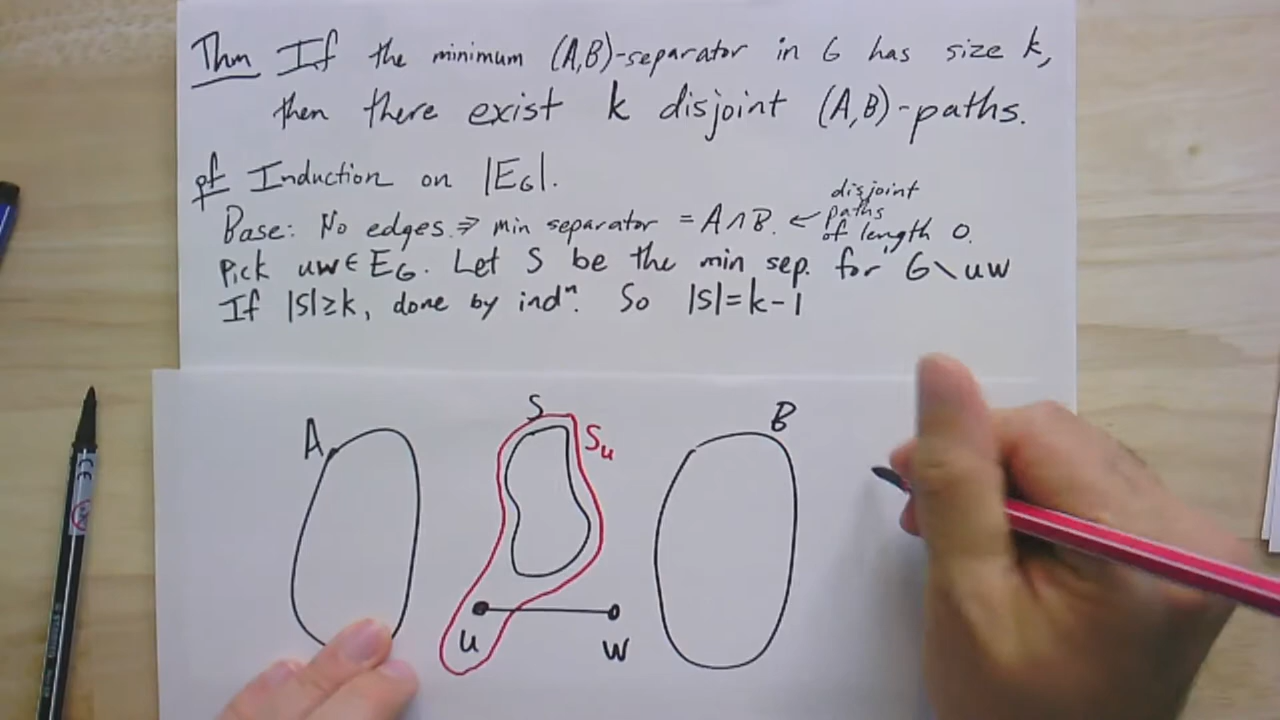 Thm If the minimum (A,B)-separator in G has size k,
then there exist k disjoint (A,B)-paths.
pf Induction on |E_G|.
disjoint
Base: No edges. ⇒ min separator = A∩B. ← paths
of length 0.
Pick uw ∈ E_G. Let S be the min sep. for G\uw
If |S| ≥ k, done by indⁿ. So |S| = k-1
A
S
S_u
B
u
w
CE